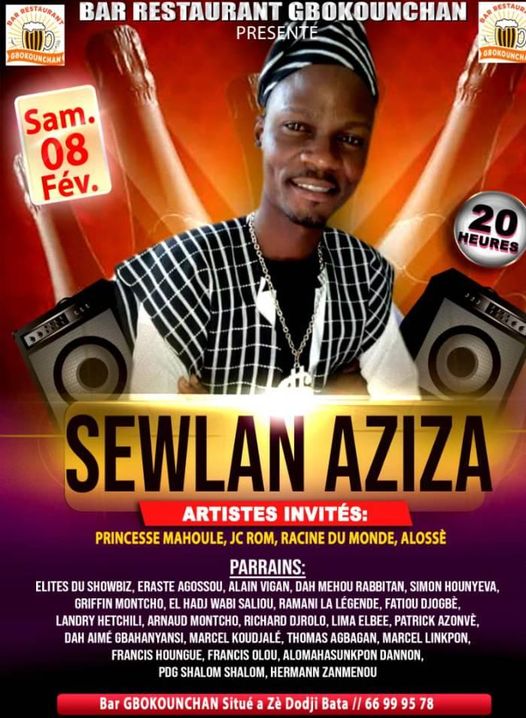 BAR RESTAURANT GBOKOUNCHAN
PRESENTÉ
BAR RESTAURANT
GBOKOUNCHAN
BAR RESTAURANT
GBOKOUNCHAN
Sam.
08
Fév.
20
HEURES
SEWLAN AZIZA
ARTISTES INVITÉS:
PRINCESSE MAHOULE, JC ROM, RACINE DU MONDE, ALOSSÈ
PARRAINS:
ELITES DU SHOWBIZ, ERASTE AGOSSOU, ALAIN VIGAN, DAH MEHOU RABBITAN, SIMON HOUNYEVA,
GRIFFIN MONTCHO, EL HADJ WABI SALIOU, RAMANI LA LÉGENDE, FATIOU DJOGBÈ,
LANDRY HETCHILI, ARNAUD MONTCHO, RICHARD DJROLO, LIMA ELBEE, PATRICK AZONVÈ,
DAH AIMÉ GBAHANYANSI, MARCEL KOUDJALÉ, THOMAS AGBAGAN, MARCEL LINKPON,
FRANCIS HOUNGUE, FRANCIS OLOU, ALOMAHASUNKPON DANNON,
PDG SHALOM SHALOM, HERMANN ZANMENOU
Bar GBOKOUNCHAN Situé a Zè Dodji Bata // 66 99 95 78